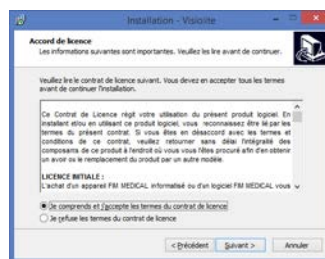 Installation - Visiolite
Accord de licence
Les informations suivantes sont importantes. Veuillez les lire avant de continuer.
Veuillez lire le contrat de licence suivant. Vous devez en accepter tous les termes
avant de continuer l'installation.
Ce Contrat de Licence régit votre utilisation du présent produit logiciel. En
installant et/ou en utilisant ce produit logiciel, vous reconnaissez être lié par les
termes du présent contrat. Si vous êtes en désaccord avec les termes et
conditions de ce contrat, veuillez retourner sans délai l'intégralité des
composants de ce produit à l'endroit où vous vous l'êtes procuré afin d'obtenir
un avoir ou le remplacement du produit par un autre modèle.
LICENCE INITIALE :
L'achat d'un appareil FIM MEDICAL informatisé ou d'un logiciel FIM MEDICAL vous
Je comprends et j'accepte les termes du contrat de licence
Je refuse les termes du contrat de licence
< Précédent
Suivant >
Annuler